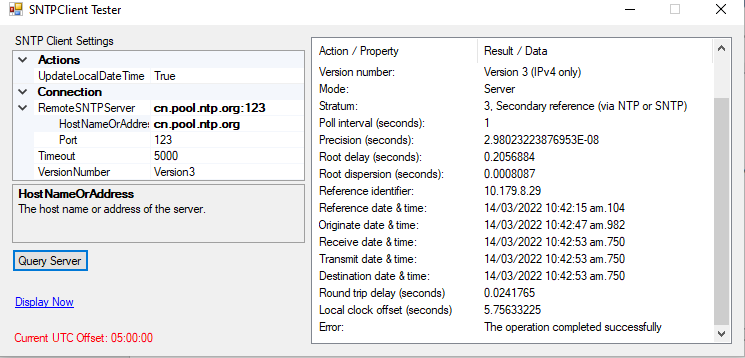 SNTPClient Tester
SNTP Client Settings
Actions
UpdateLocalDateTime True
Connection
RemoteSNTPServer cn.pool.ntp.org:123
HostNameOrAddre cn.pool.ntp.org
Port 123
Timeout 5000
VersionNumber Version3
HostNameOrAddress
The host name or address of the server.
Query Server
Display Now
Current UTC Offset: 05:00:00
Action / Property Result / Data
Version number: Version 3 (IPv4 only)
Mode: Server
Stratum: 3, Secondary reference (via NTP or SNTP)
Poll interval (seconds): 1
Precision (seconds): 2.98023223876953E-08
Root delay (seconds): 0.2056884
Root dispersion (seconds): 0.0008087
Reference identifier: 10.179.8.29
Reference date & time: 14/03/2022 10:42:15 am.104
Originate date & time: 14/03/2022 10:42:47 am.982
Receive date & time: 14/03/2022 10:42:53 am.750
Transmit date & time: 14/03/2022 10:42:53 am.750
Destination date & time: 14/03/2022 10:42:53 am.750
Round trip delay (seconds) 0.0241765
Local clock offset (seconds) 5.75633225
Error: The operation completed successfully